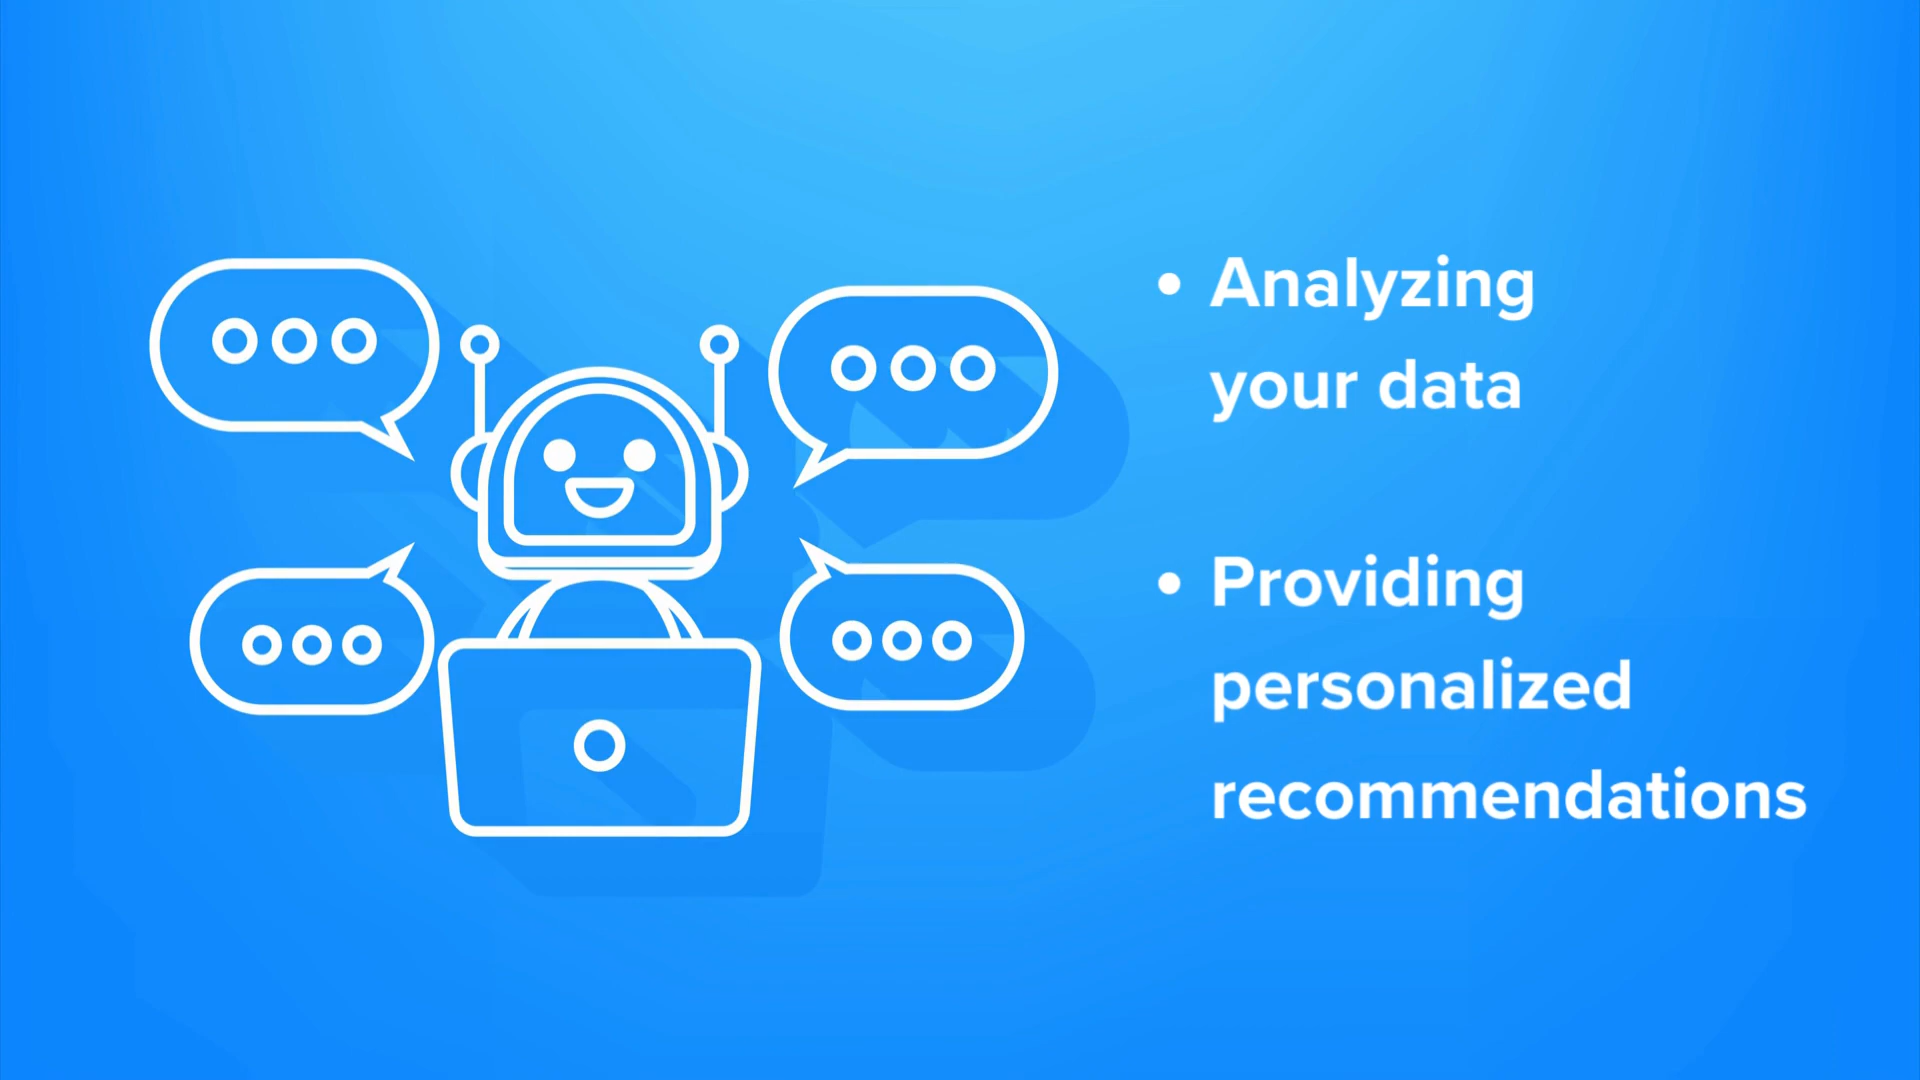 • Analyzing
your data
• Providing
personalized
recommendations